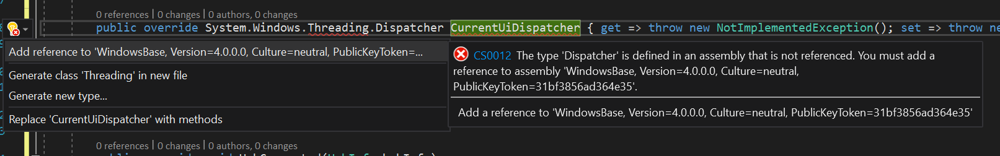 0 references | 0 changes | 0 authors, 0 changes
public override System.Windows.Threading.Dispatcher CurrentUiDispatcher { get => throw new NotImplementedException(); set => throw new
Add reference to 'WindowsBase, Version=4.0.0.0, Culture=neutral, PublicKeyToken=...
Generate class 'Threading' in new file
Generate new type...
Replace 'CurrentUiDispatcher' with methods
CS0012 The type 'Dispatcher' is defined in an assembly that is not referenced. You must add a
reference to assembly 'WindowsBase, Version=4.0.0.0, Culture=neutral,
PublicKeyToken=31bf3856ad364e35'.
Add a reference to 'WindowsBase, Version=4.0.0.0, Culture=neutral, PublicKeyToken=31bf3856ad364e35'
0 references | 0 changes | 0 authors, 0 changes